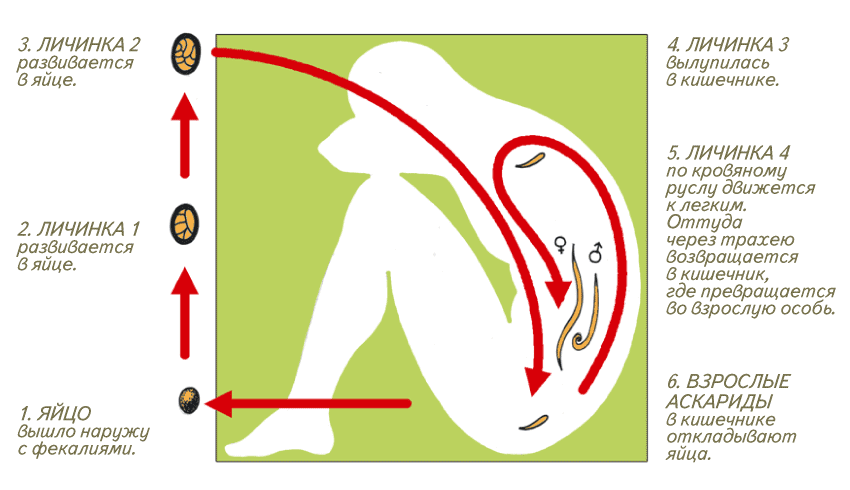 3. ЛИЧИНКА 2
развивается
в яйце.
2. ЛИЧИНКА 1
развивается
в яйце.
1. ЯЙЦО
вышло наружу
с фекалиями.
♀
♂
4. ЛИЧИНКА 3
вылупилась
в кишечнике.
5. ЛИЧИНКА 4
по кровяному
руслу движется
к легким.
Оттуда
через трахею
возвращается
в кишечник,
где превращается
во взрослую особь.
6. ВЗРОСЛЫЕ
АСКАРИДЫ
в кишечнике
откладывают
яйца.